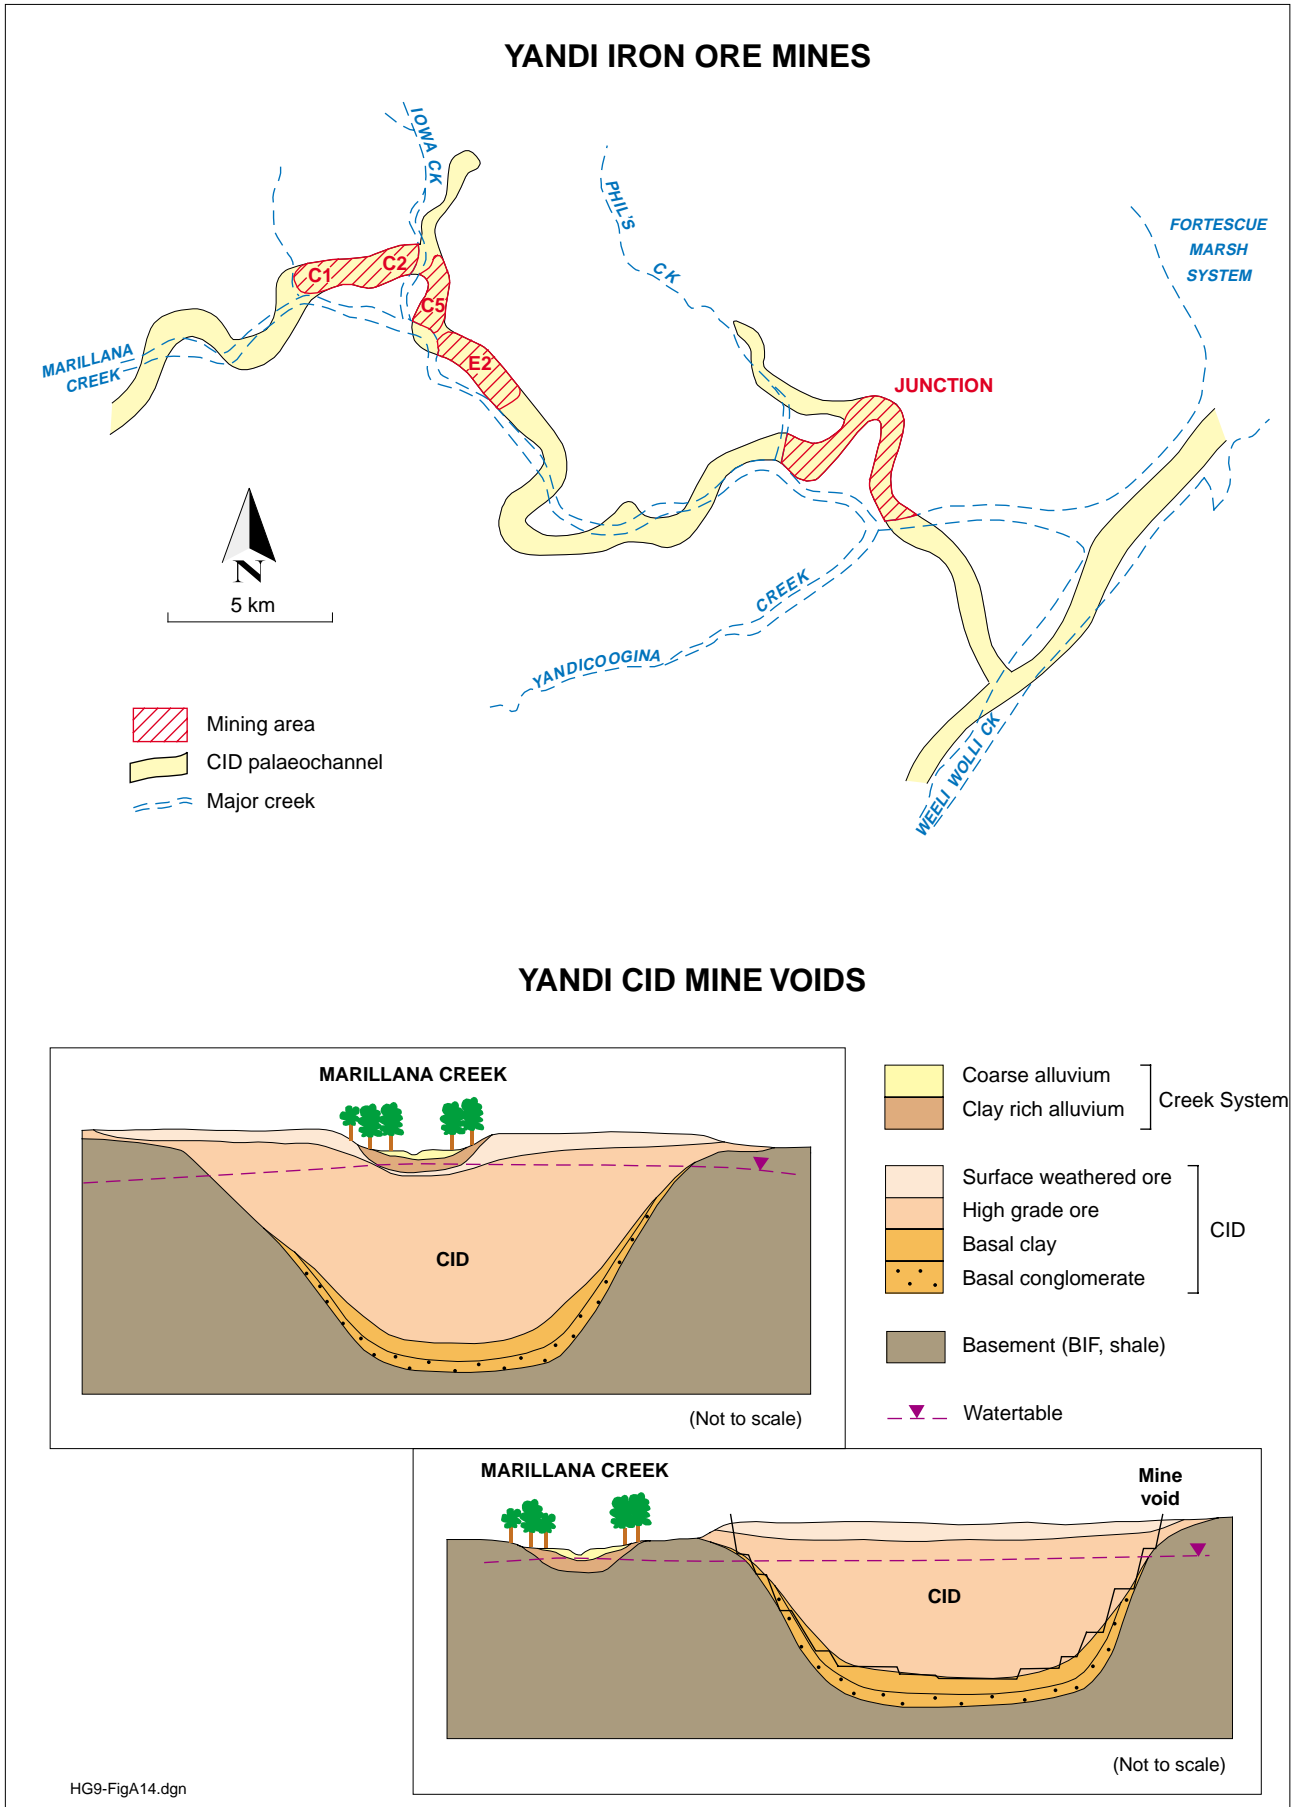 YANDI IRON ORE MINES
IOWA CK
PHIL'S
CK
FORTESCUE
MARSH
SYSTEM
C1
C2
C5
E2
MARILLANA
CREEK
JUNCTION
N
5 km
CREEK
YANDICOOGINA
WEELI WOLLI CK
Mining area
CID palaeochannel
Major creek
YANDI CID MINE VOIDS
MARILLANA CREEK
CID
(Not to scale)
Coarse alluvium
Clay rich alluvium
Creek System
Surface weathered ore
High grade ore
Basal clay
Basal conglomerate
CID
Basement (BIF, shale)
Watertable
MARILLANA CREEK
Mine
void
CID
(Not to scale)
HG9-FigA14.dgn